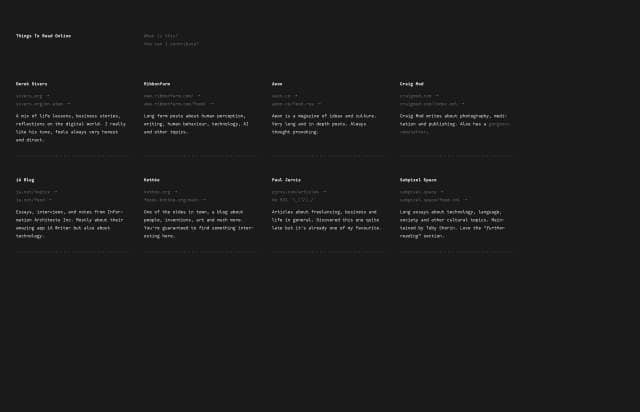 Things To Read Online
What is this?
How can I contribute?
Derek Sivers
sivers.org →
A mix of life lessons, business stories,
reflections on the digital world. I really
like his tone, feels always very honest
and direct.
Ribbonfarm
www.ribbonfarm.com/ →
www.ribbonfarm.com/feed/ →
Long form posts about human perception,
writing, human behaviour, technology, AI
and other topics.
Aeon
aeon.co →
aeon.co/feed.rss →
Aeon is a magazine of ideas and culture.
Very long and in depth posts. Always
thought provoking.
Craig Mod
craigmod.com →
craigmod.com/index.xml →
Craig Mod writes about photography, medi-
tation and publishing. Also has a gorgeous
newsletter.
iA Blog
ia.net/topics →
ia.net/feed →
Essays, interviews, and notes from Infor-
mation Architects Inc. Mostly about their
amazing app iA Writer but also about
technology.
Kottke
kottke.org →
feeds.kottke.org/main →
One of the oldes in town, a blog about
people, inventions, art and much more.
You're guaranteed to find something inter-
esting here.
Paul Jarvis
pjrvs.com/articles →
No RSS ¯\_(ツ)_/¯
Articles about freelancing, business and
life in general. Discovered this one quite
late but it's already one of my favourite.
Subpixel Space
subpixel.space →
subpixel.space/feed.xml →
Long essays about technology, language,
society and other cultural topics. Main-
tained by Toby Shorin. Love the "further
reading" section.